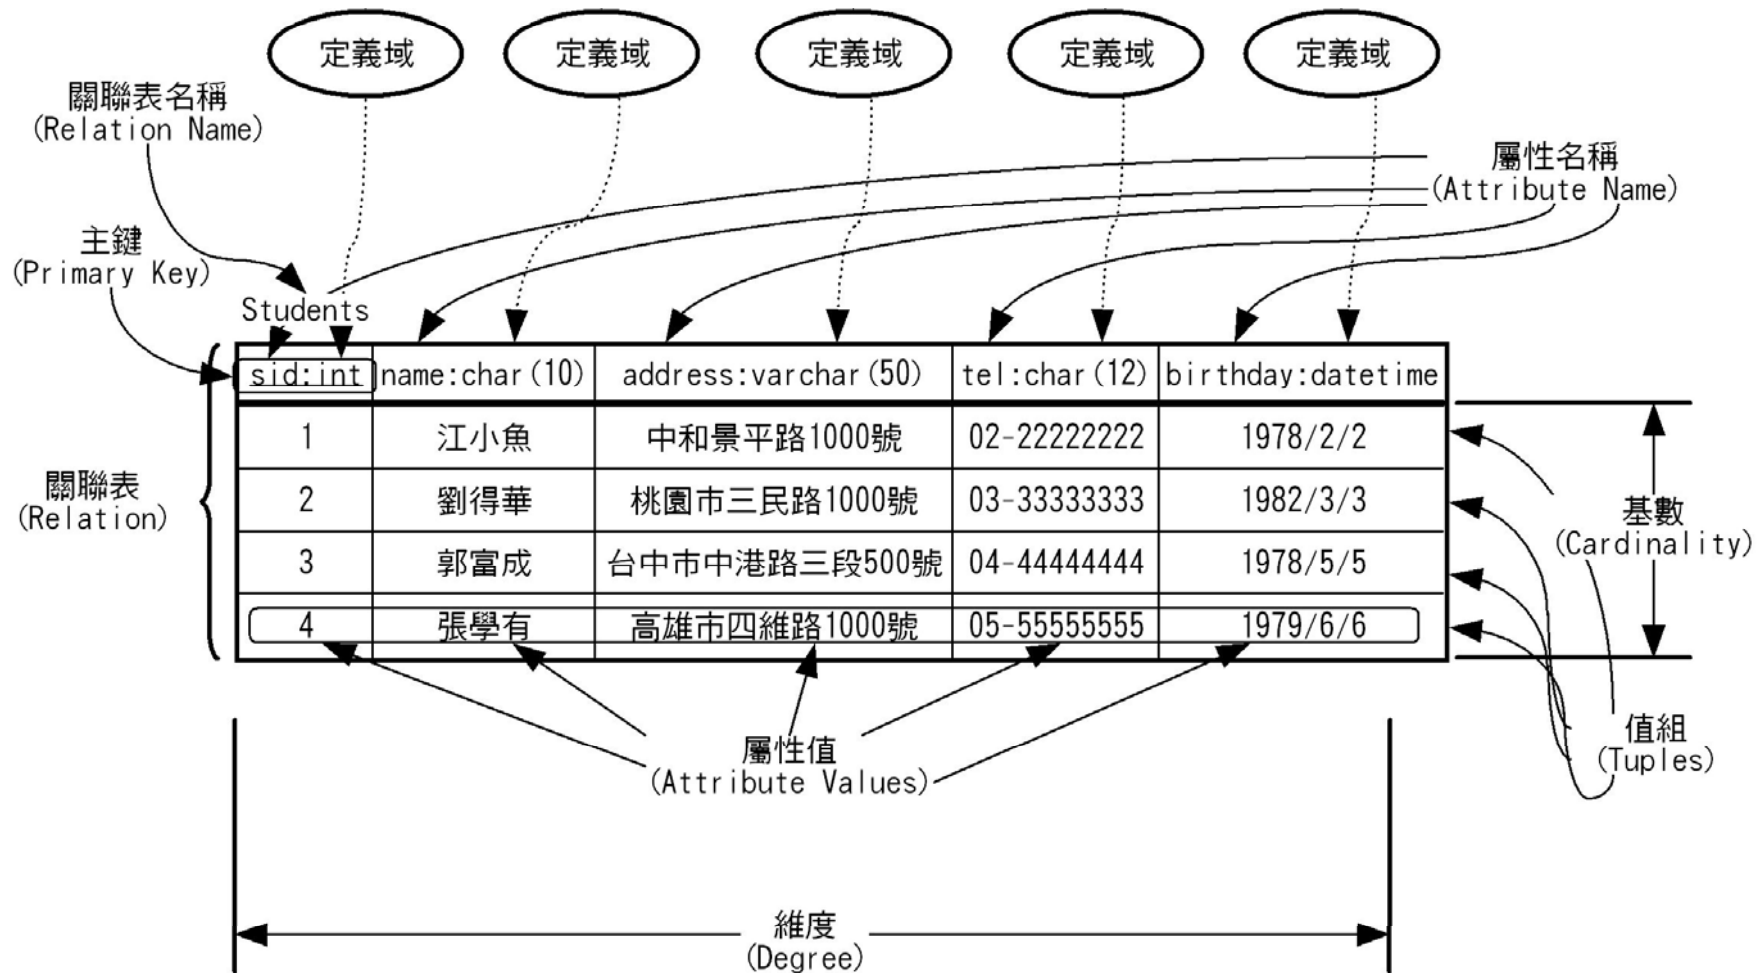 定義域 定義域 定義域 定義域 定義域
關聯表名稱
(Relation Name)
屬性名稱
(Attribute Name)
主鍵
(Primary Key)
Students
sid:int name:char(10) address:varchar(50) tel:char(12) birthday:datetime
1 江小魚 中和景平路1000號 02-22222222 1978/2/2
2 劉得華 桃園市三民路1000號 03-33333333 1982/3/3
3 郭富成 台中市中港路三段500號 04-44444444 1978/5/5
4 張學有 高雄市四維路1000號 05-55555555 1979/6/6
關聯表
(Relation)
基數
(Cardinality)
值組
(Tuples)
屬性值
(Attribute Values)
維度
(Degree)